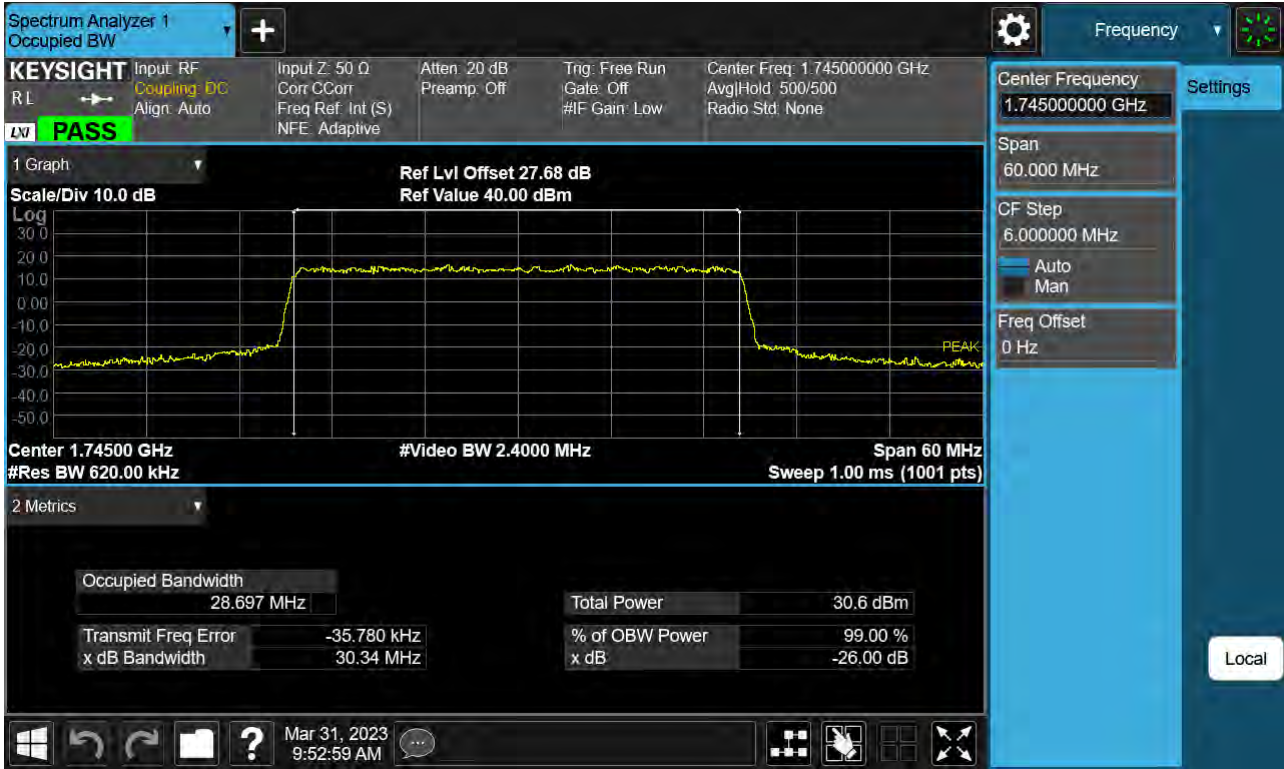 Spectrum Analyzer 1
Occupied BW
Frequency
KEYSIGHT
R L
LXI
PASS
Input: RF
Coupling: DC
Align: Auto
Input Z: 50 Ω
Corr CCorr
Freq Ref: Int (S)
NFE: Adaptive
Atten: 20 dB
Preamp: Off
Trig: Free Run
Gate: Off
#IF Gain: Low
Center Freq: 1.745000000 GHz
Avg|Hold: 500/500
Radio Std: None
Center Frequency
1.745000000 GHz
Settings
Span
60.000 MHz
CF Step
6.000000 MHz
Auto
Man
Freq Offset
0 Hz
1 Graph
Scale/Div 10.0 dB
Ref Lvl Offset 27.68 dB
Ref Value 40.00 dBm
Log
30.0
20.0
10.0
0.00
-10.0
-20.0
-30.0
-40.0
-50.0
PEAK
Center 1.74500 GHz
#Video BW 2.4000 MHz
Span 60 MHz
#Res BW 620.00 kHz
Sweep 1.00 ms (1001 pts)
2 Metrics
Occupied Bandwidth
28.697 MHz
Total Power 30.6 dBm
Transmit Freq Error -35.780 kHz
% of OBW Power 99.00 %
x dB Bandwidth 30.34 MHz
x dB -26.00 dB
Local
?
Mar 31, 2023
9:52:59 AM